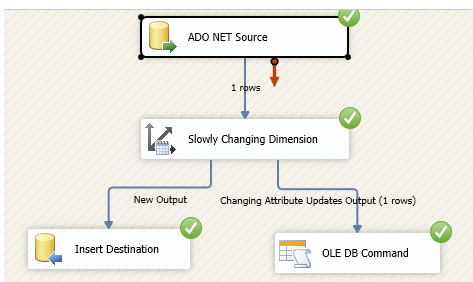 ADO NET Source
1 rows
Slowly Changing Dimension
New Output
Changing Attribute Updates Output (1 rows)
Insert Destination
OLE DB Command